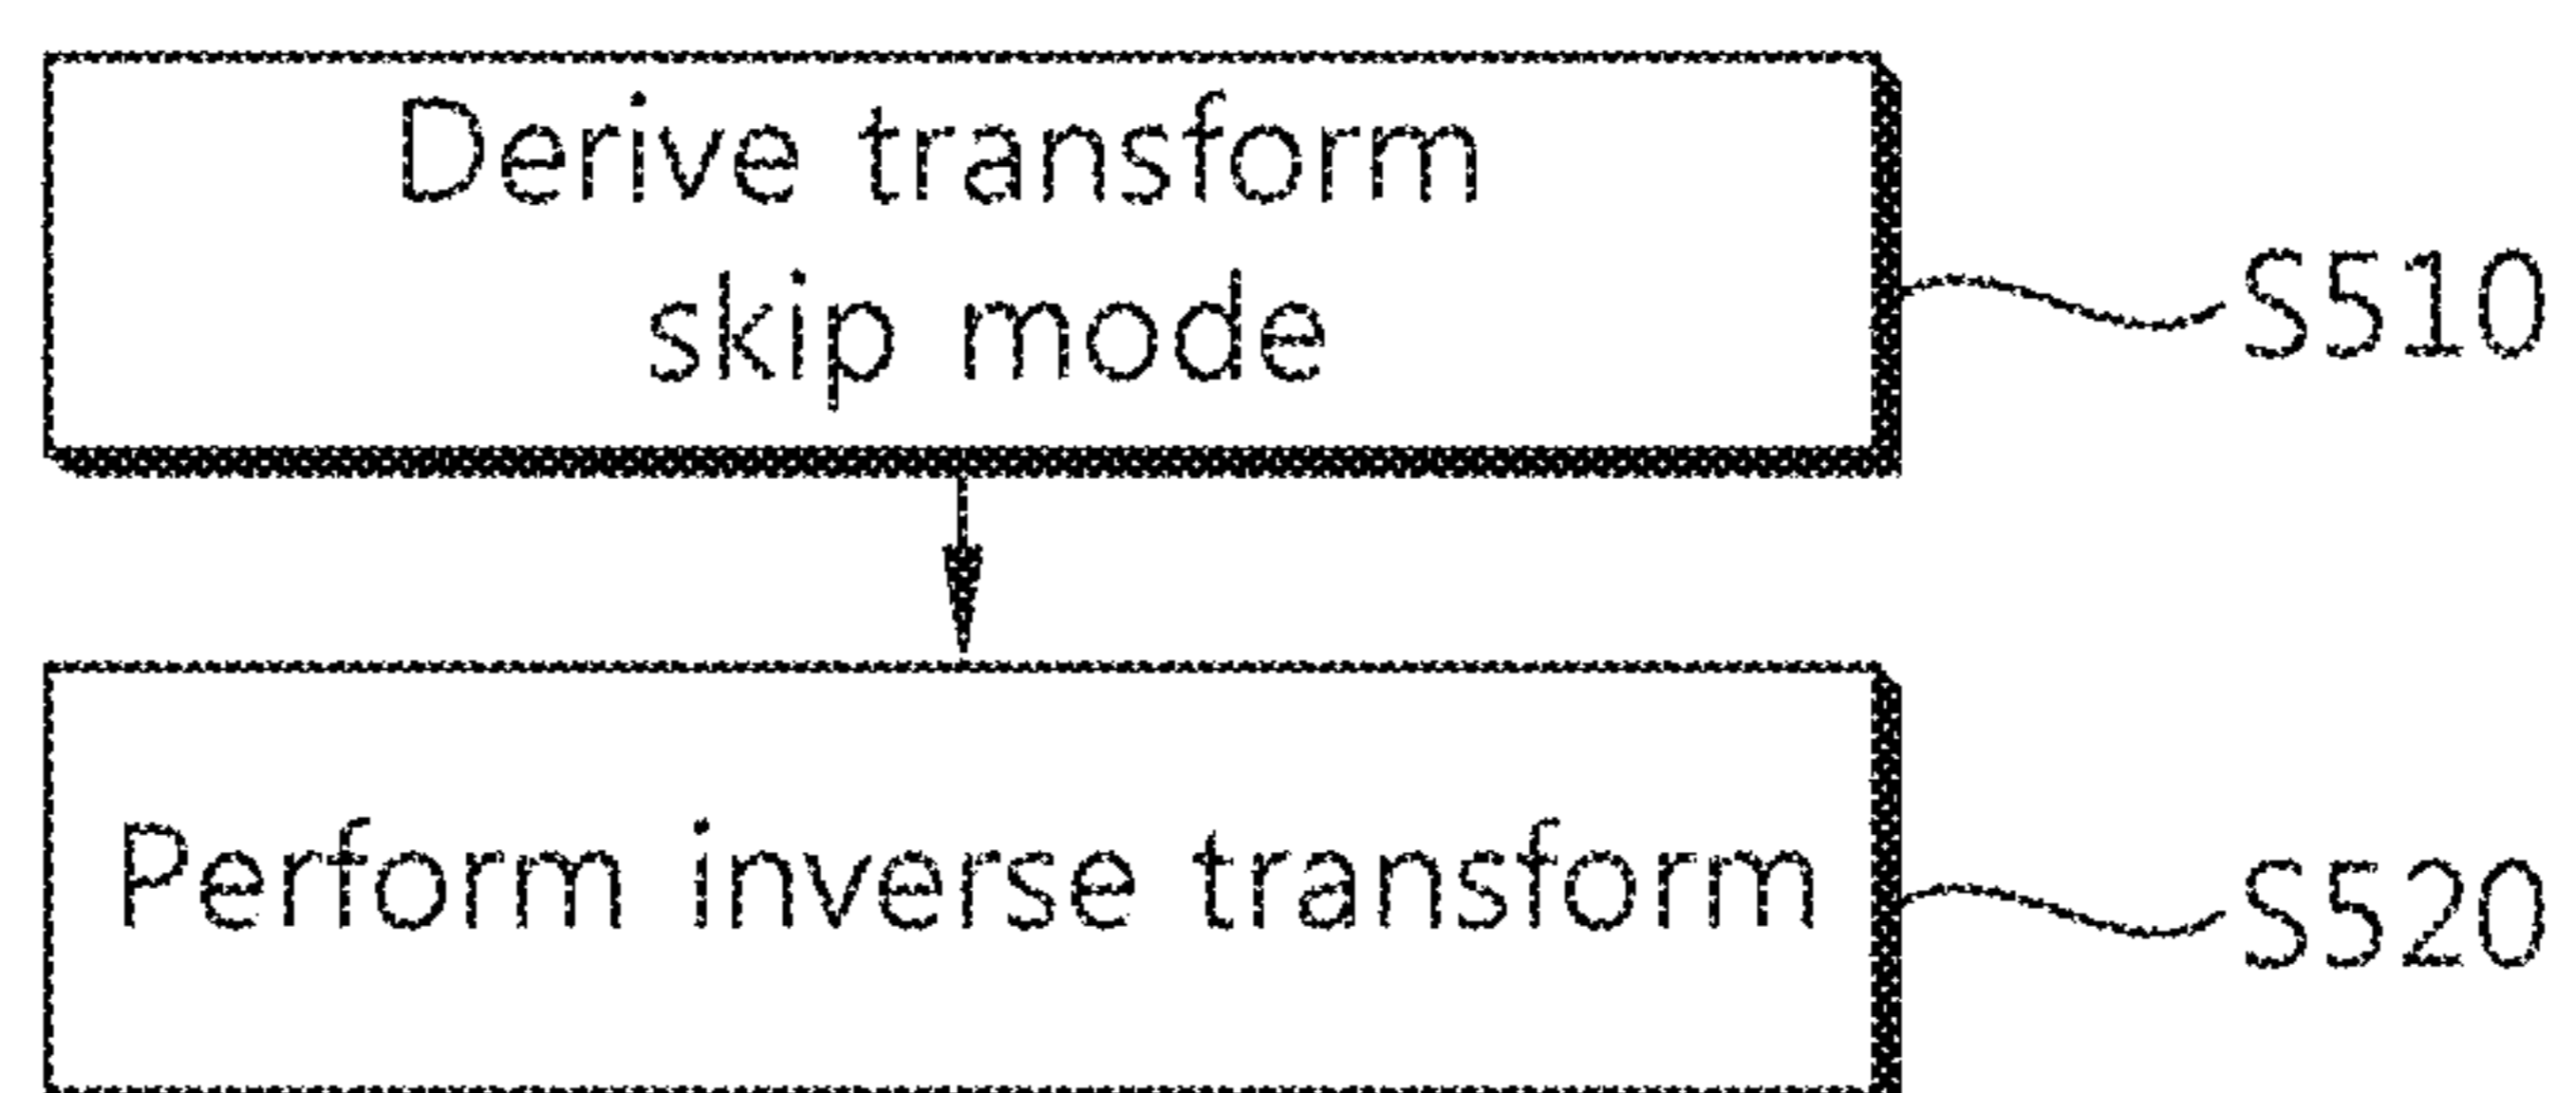 Derive transform
skip mode
S510
Perform inverse transform
S520